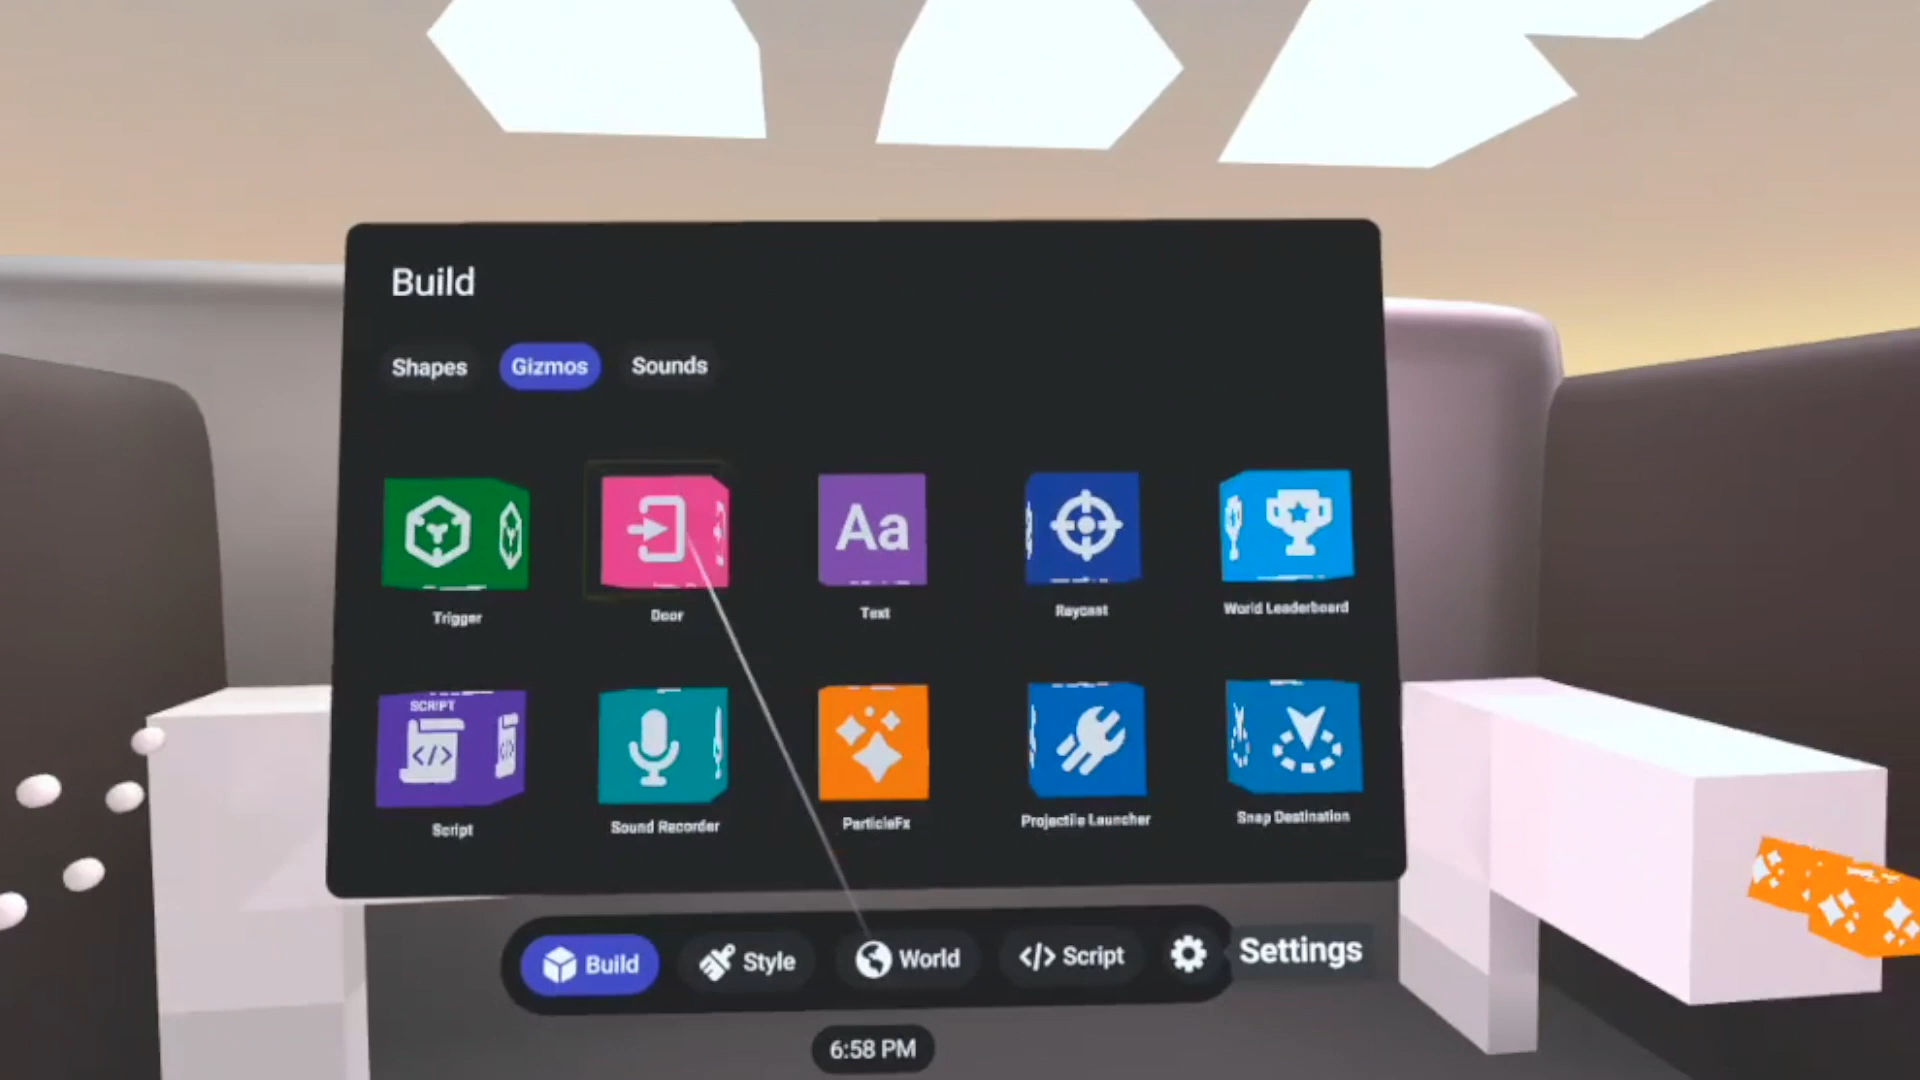 Build
Shapes Gizmos Sounds
Aa
Trigger Door Text Raycast World Leaderboard
SCRIPT
Script Sound Recorder ParticleFx Projectile Launcher Snap Destination
Build Style World </> Script Settings
6:58 PM